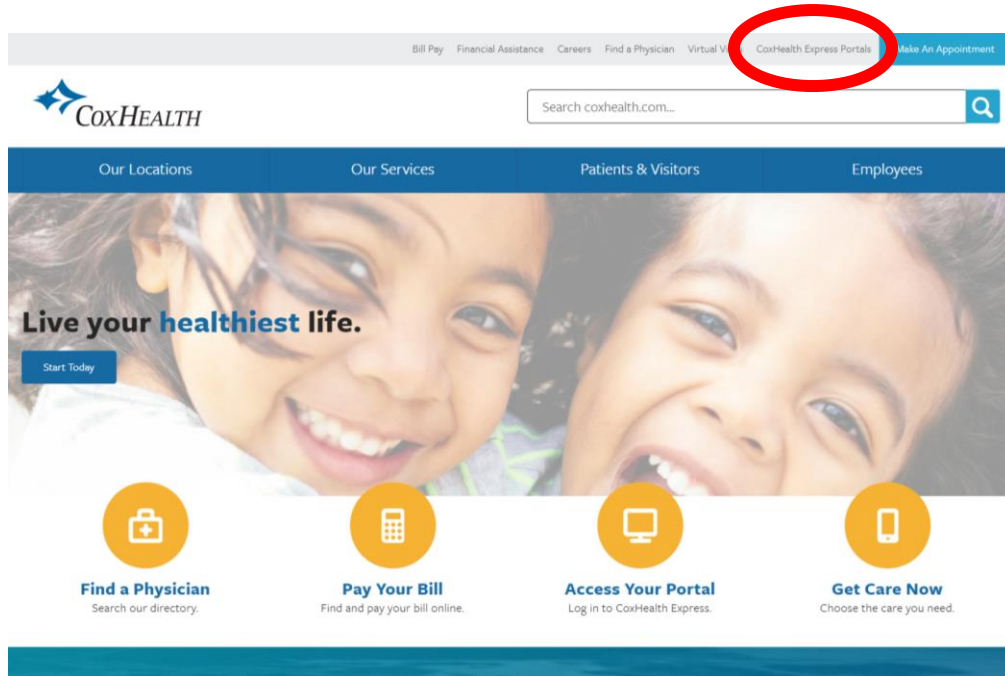 Bill Pay Financial Assistance Careers Find a Physician Virtual CoxHealth Express Portals Make An Appointment
COXHEALTH
Search coxhealth.com...
Our Locations Our Services Patients & Visitors Employees
Live your healthiest life.
Start Today
Find a Physician Pay Your Bill Access Your Portal Get Care Now
Search our directory. Find and pay your bill online. Log in to CoxHealth Express. Choose the care you need.